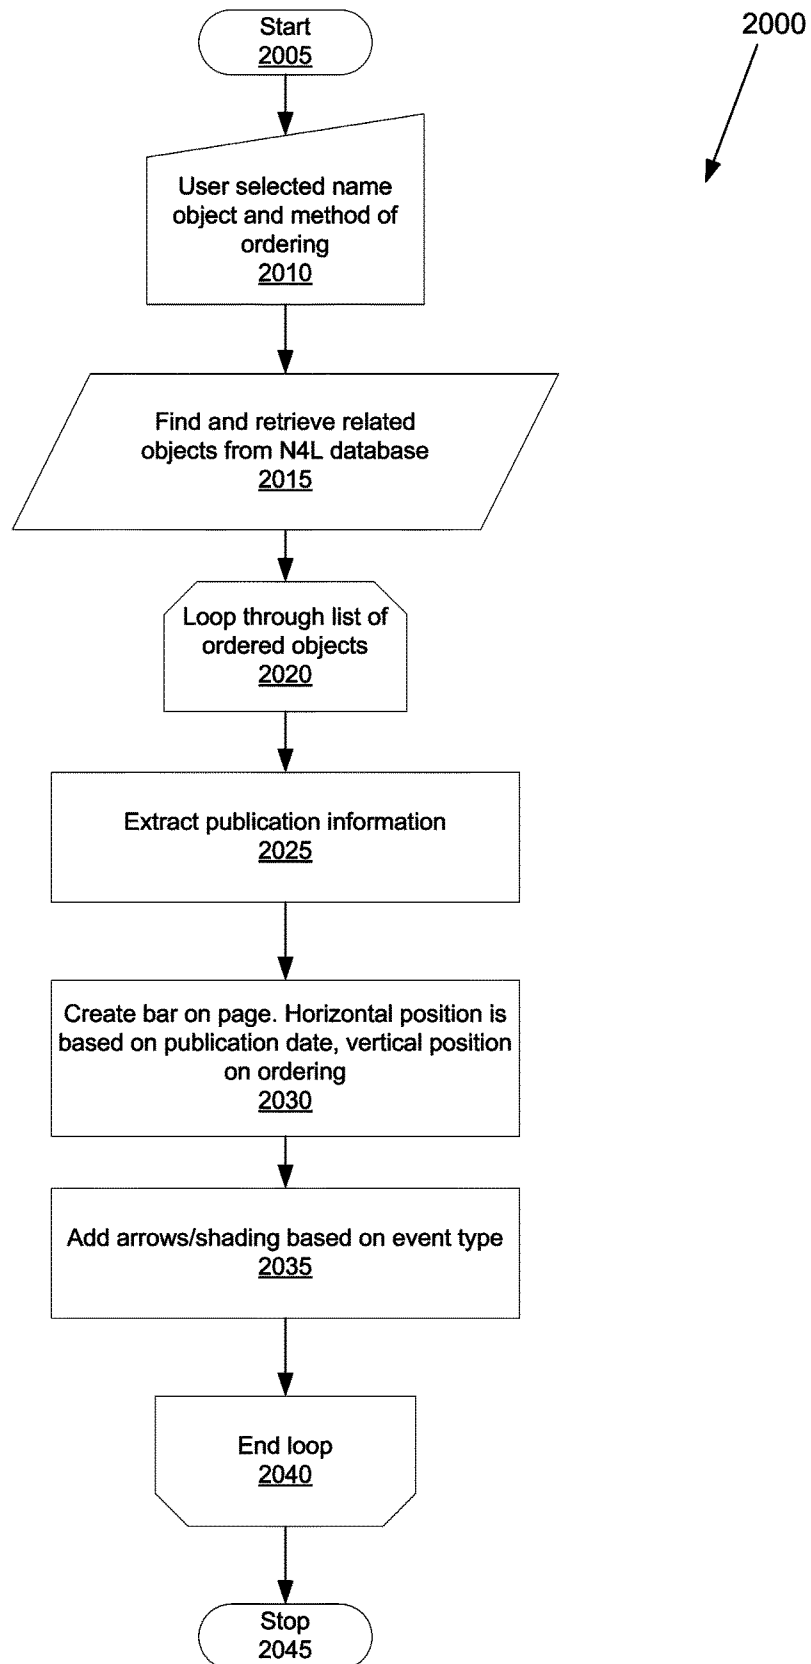 Start
2005
2000
User selected name
object and method of
ordering
2010
Find and retrieve related
objects from N4L database
2015
Loop through list of
ordered objects
2020
Extract publication information
2025
Create bar on page. Horizontal position is
based on publication date, vertical position
on ordering
2030
Add arrows/shading based on event type
2035
End loop
2040
Stop
2045